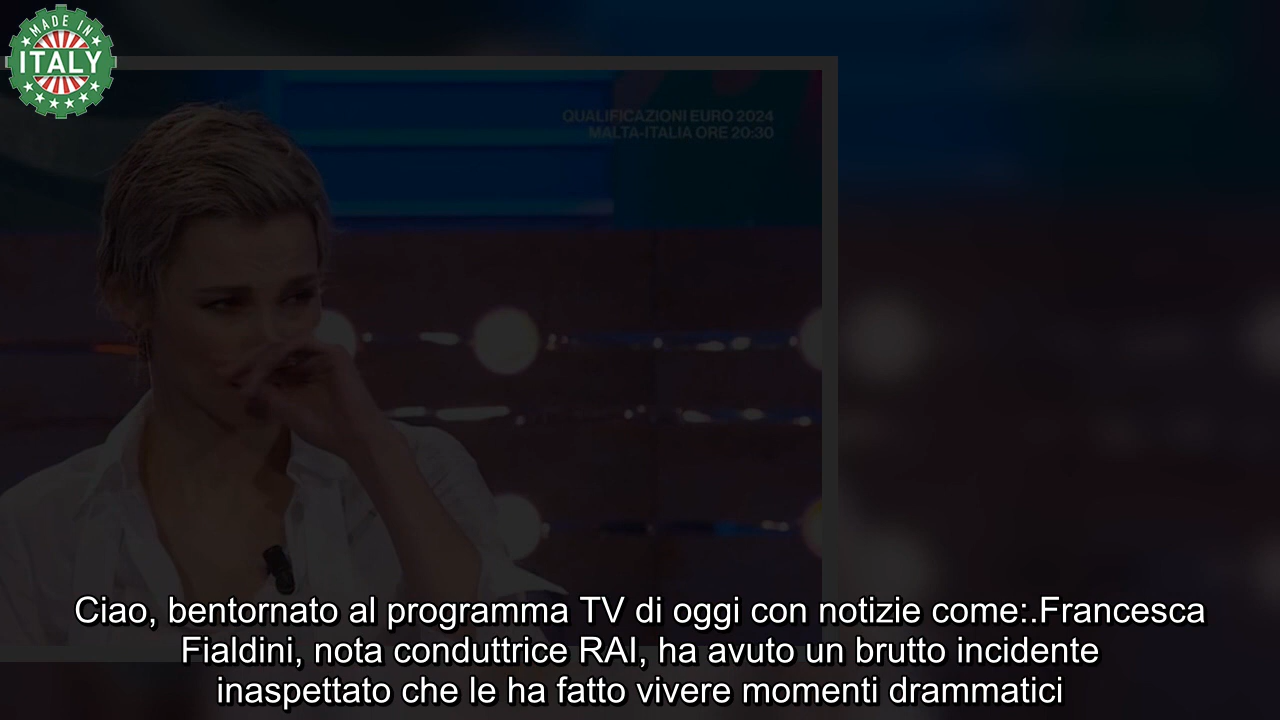 MADE IN
ITALY
QUALIFICAZIONI EURO 2024
MALTA-ITALIA ORE 20:30
Ciao, bentornato al programma TV di oggi con notizie come:.Francesca
Fialdini, nota conduttrice RAI, ha avuto un brutto incidente
inaspettato che le ha fatto vivere momenti drammatici